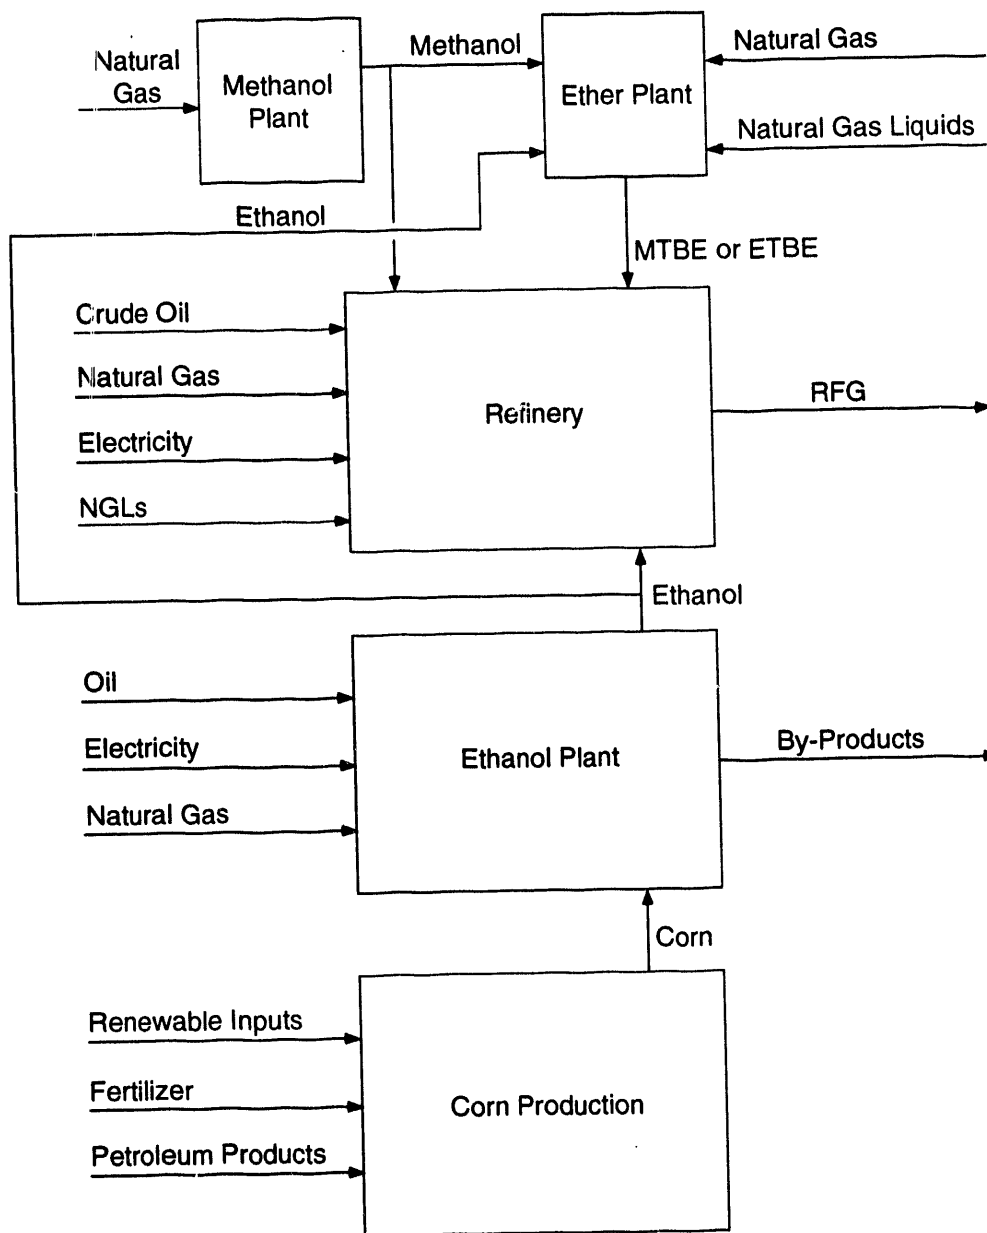 Natural
Gas
Methanol
Plant
Methanol
Ether Plant
Natural Gas
Natural Gas Liquids
Ethanol
MTBE or ETBE
Crude Oil
Natural Gas
Electricity
NGLs
Refinery
RFG
Ethanol
Oil
Electricity
Natural Gas
Ethanol Plant
By-Products
Corn
Renewable Inputs
Fertilizer
Petroleum Products
Corn Production